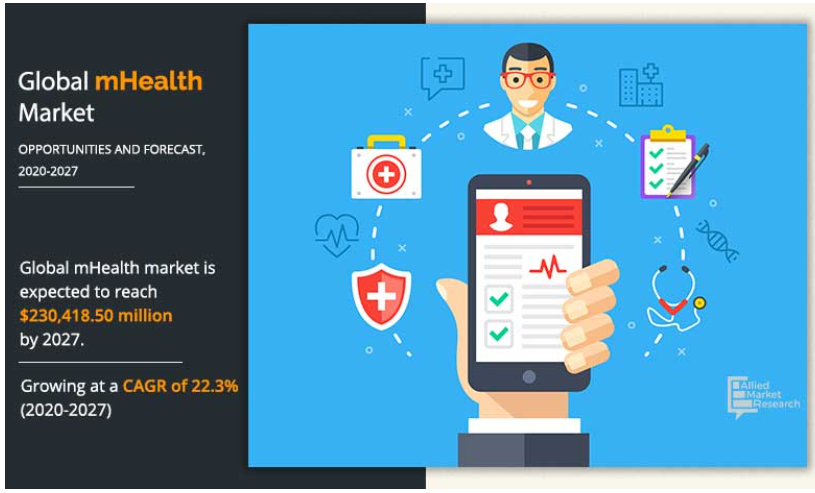 Global mHealth
Market
OPPORTUNITIES AND FORECAST,
2020-2027
Global mHealth market is
expected to reach
$230,418.50 million
by 2027.
Growing at a CAGR of 22.3%
(2020-2027)
Allied
Market
Research